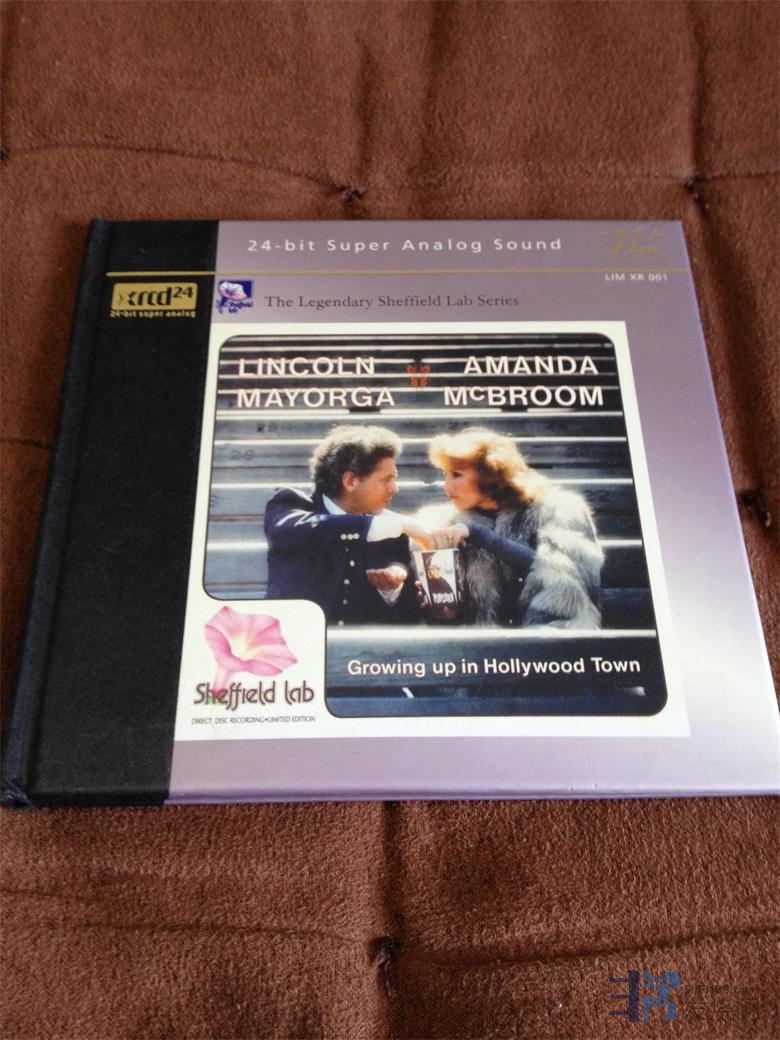 24-bit Super Analog Sound
LIM XR 001
xrcd24
24-bit super analog
The Legendary Sheffield Lab Series
LINCOLN MAYORGA
AMANDA McBROOM
POPCORN
Growing up in Hollywood Town
Sheffield Lab
DIRECT DISC RECORDING•LIMITED EDITION